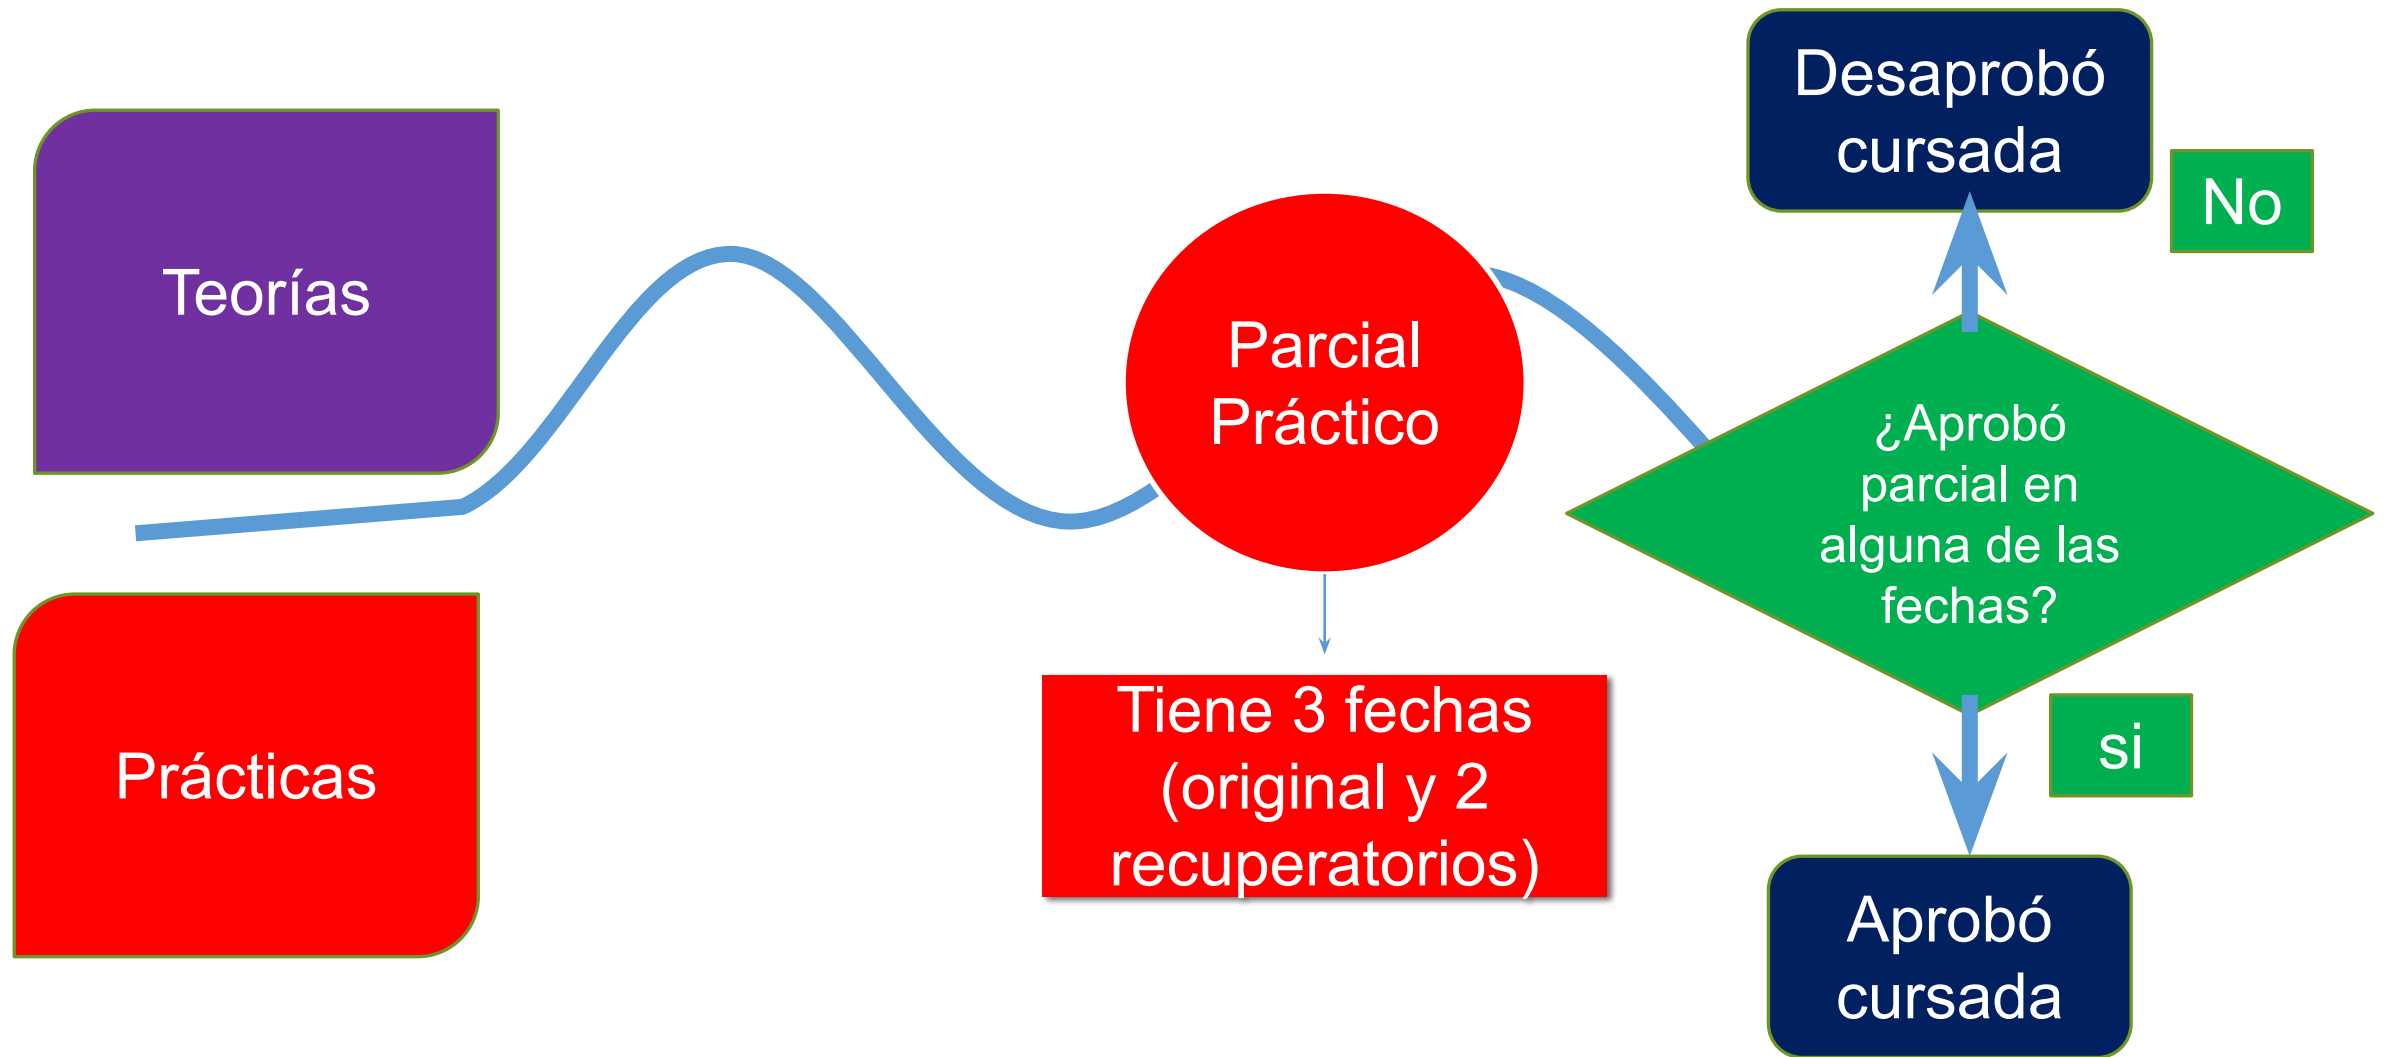 Teorías
Prácticas
Parcial
Práctico
Tiene 3 fechas
(original y 2
recuperatorios)
Desaprobó
cursada
No
¿Aprobó
parcial en
alguna de las
fechas?
si
Aprobó
cursada